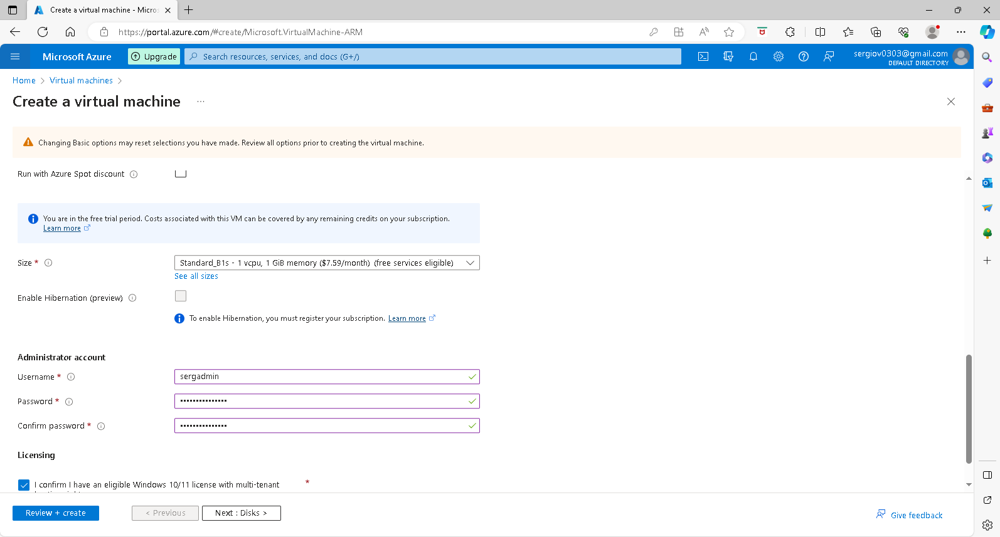 Create a virtual machine - Micros
https://portal.azure.com/#create/Microsoft.VirtualMachine-ARM
Microsoft Azure
Upgrade
Search resources, services, and docs (G+/)
sergiov0303@gmail.com
DEFAULT DIRECTORY
Home > Virtual machines >
Create a virtual machine ...
Changing Basic options may reset selections you have made. Review all options prior to creating the virtual machine.
Run with Azure Spot discount
You are in the free trial period. Costs associated with this VM can be covered by any remaining credits on your subscription.
Learn more
Size *
Standard_B1s - 1 vcpu, 1 GiB memory ($7.59/month) (free services eligible)
See all sizes
Enable Hibernation (preview)
To enable Hibernation, you must register your subscription. Learn more
Administrator account
Username *
sergadmin
Password *
•••••••••••••••
Confirm password *
•••••••••••••••
Licensing
I confirm I have an eligible Windows 10/11 license with multi-tenant *
Review + create
< Previous
Next : Disks >
Give feedback